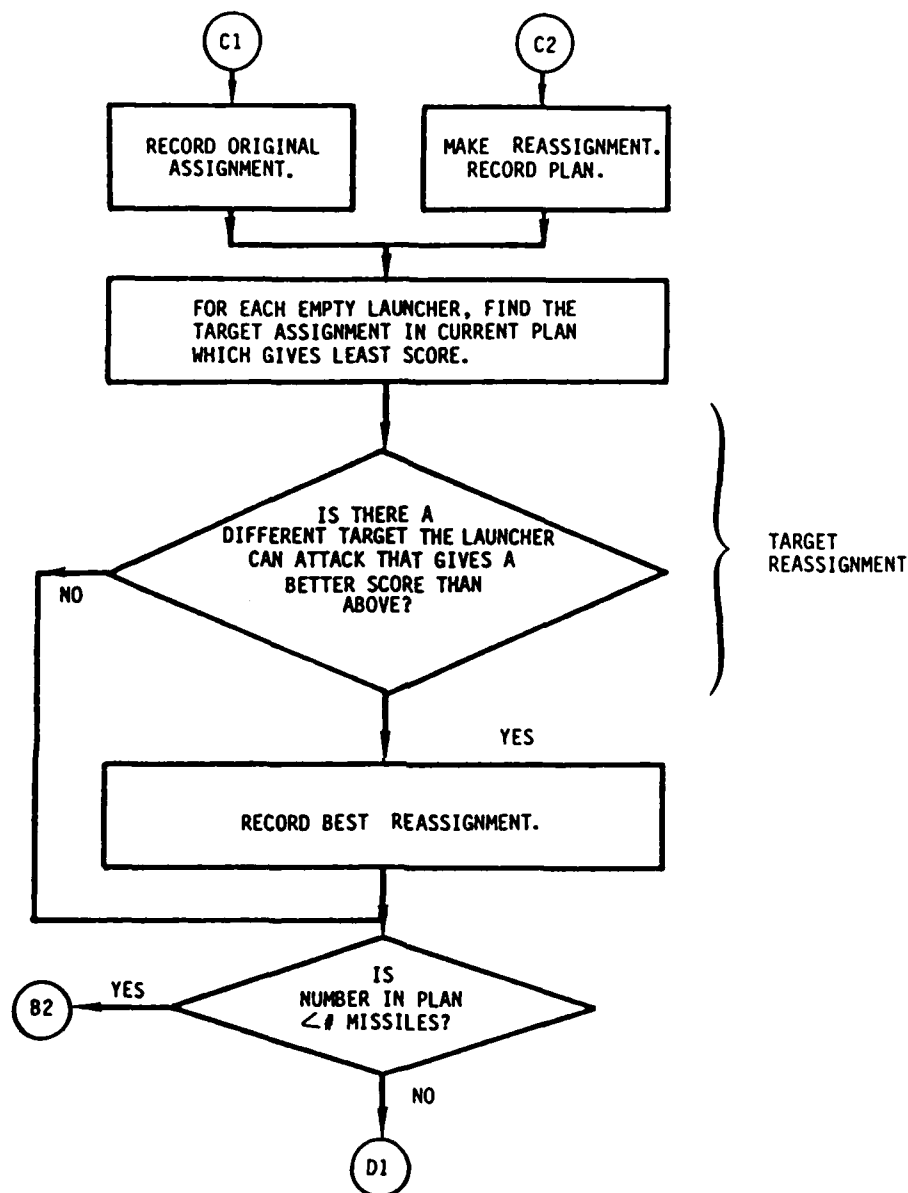 C1
C2
RECORD ORIGINAL
ASSIGNMENT.
MAKE REASSIGNMENT.
RECORD PLAN.
FOR EACH EMPTY LAUNCHER, FIND THE
TARGET ASSIGNMENT IN CURRENT PLAN
WHICH GIVES LEAST SCORE.
IS THERE A
DIFFERENT TARGET THE LAUNCHER
CAN ATTACK THAT GIVES A
BETTER SCORE THAN
ABOVE?
TARGET
REASSIGNMENT
NO
YES
RECORD BEST REASSIGNMENT.
IS
NUMBER IN PLAN
<# MISSILES?
YES
B2
NO
D1